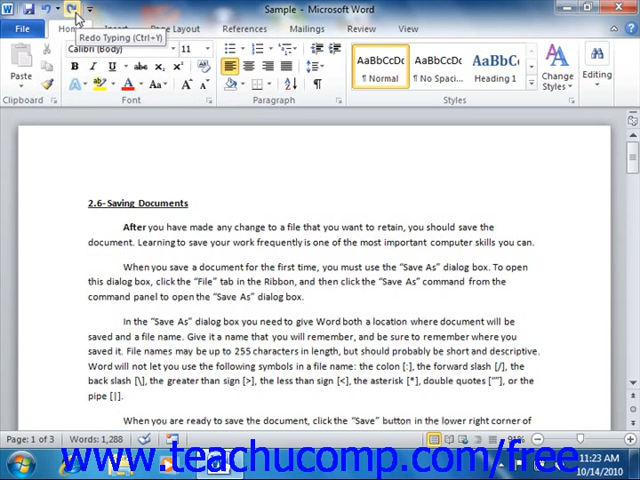 Sample - Microsoft Word
File Home Insert Page Layout References Mailings Review View
Redo Typing (Ctrl+Y)
Calibri (Body) 11
Paste
B I U abc x₂ x²
A Aa A A
AaBbCcDc AaBbCcDc AaBbCc
¶ Normal ¶ No Spaci... Heading 1
Change Styles
Editing
Clipboard Font Paragraph Styles
2.6- Saving Documents
After you have made any change to a file that you want to retain, you should save the
document. Learning to save your work frequently is one of the most important computer skills you can.
When you save a document for the first time, you must use the “Save As” dialog box. To open
this dialog box, click the “File” tab in the Ribbon, and then click the “Save As” command from the
command panel to open the “Save As” dialog box.
In the “Save As” dialog box you need to give Word both a location where document will be
saved and a file name. Give it a name that you will remember, and be sure to remember where you
saved it. File names may be up to 255 characters in length, but should probably be short and descriptive.
Word will not let you use the following symbols in a file name: the colon [:], the forward slash [/], the
back slash [\], the greater than sign [>], the less than sign [<], the asterisk [*], double quotes [“”], or the
pipe [|].
When you are ready to save the document, click the “Save” button in the lower right corner of
Page: 1 of 3 Words: 1,288 91%
www.teachucomp.com/free
11:23 AM
10/14/2010